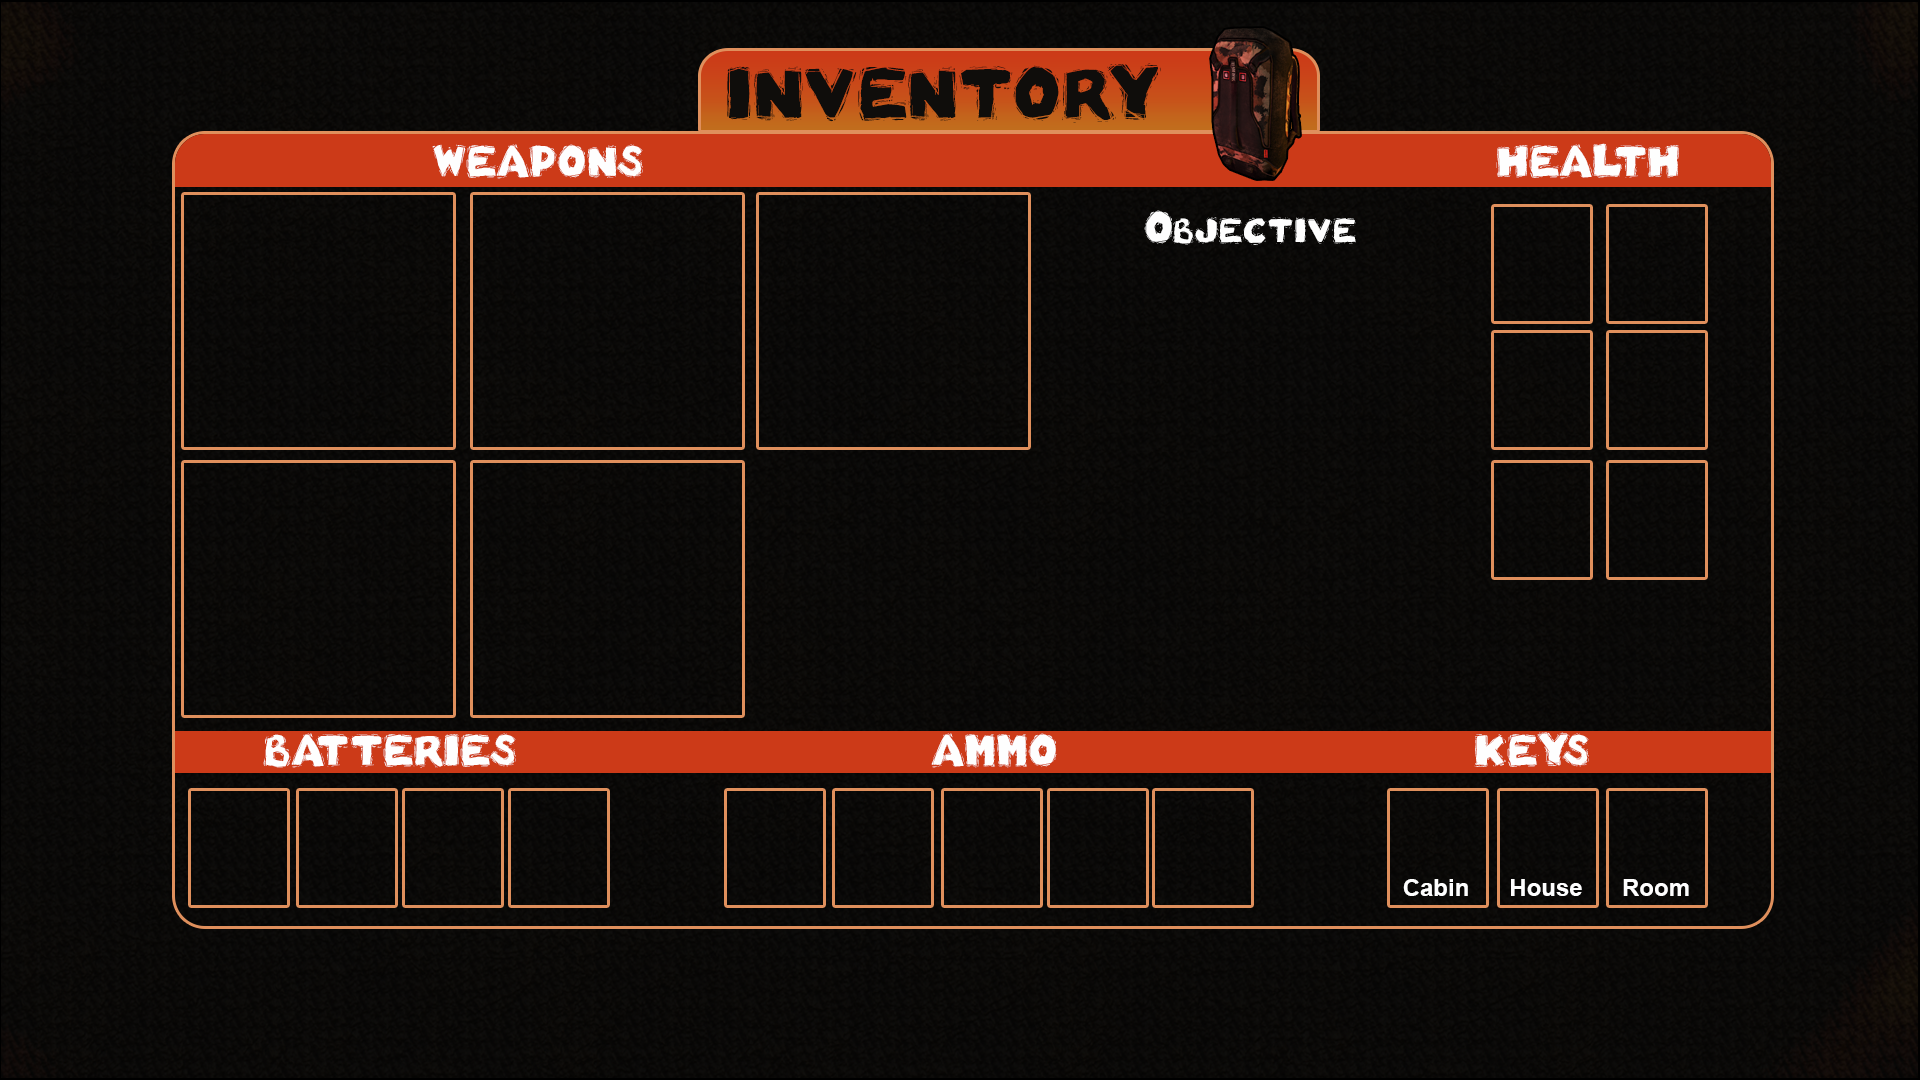 INVENTORY
WEAPONS
HEALTH
OBJECTIVE
BATTERIES
AMMO
KEYS
Cabin
House
Room